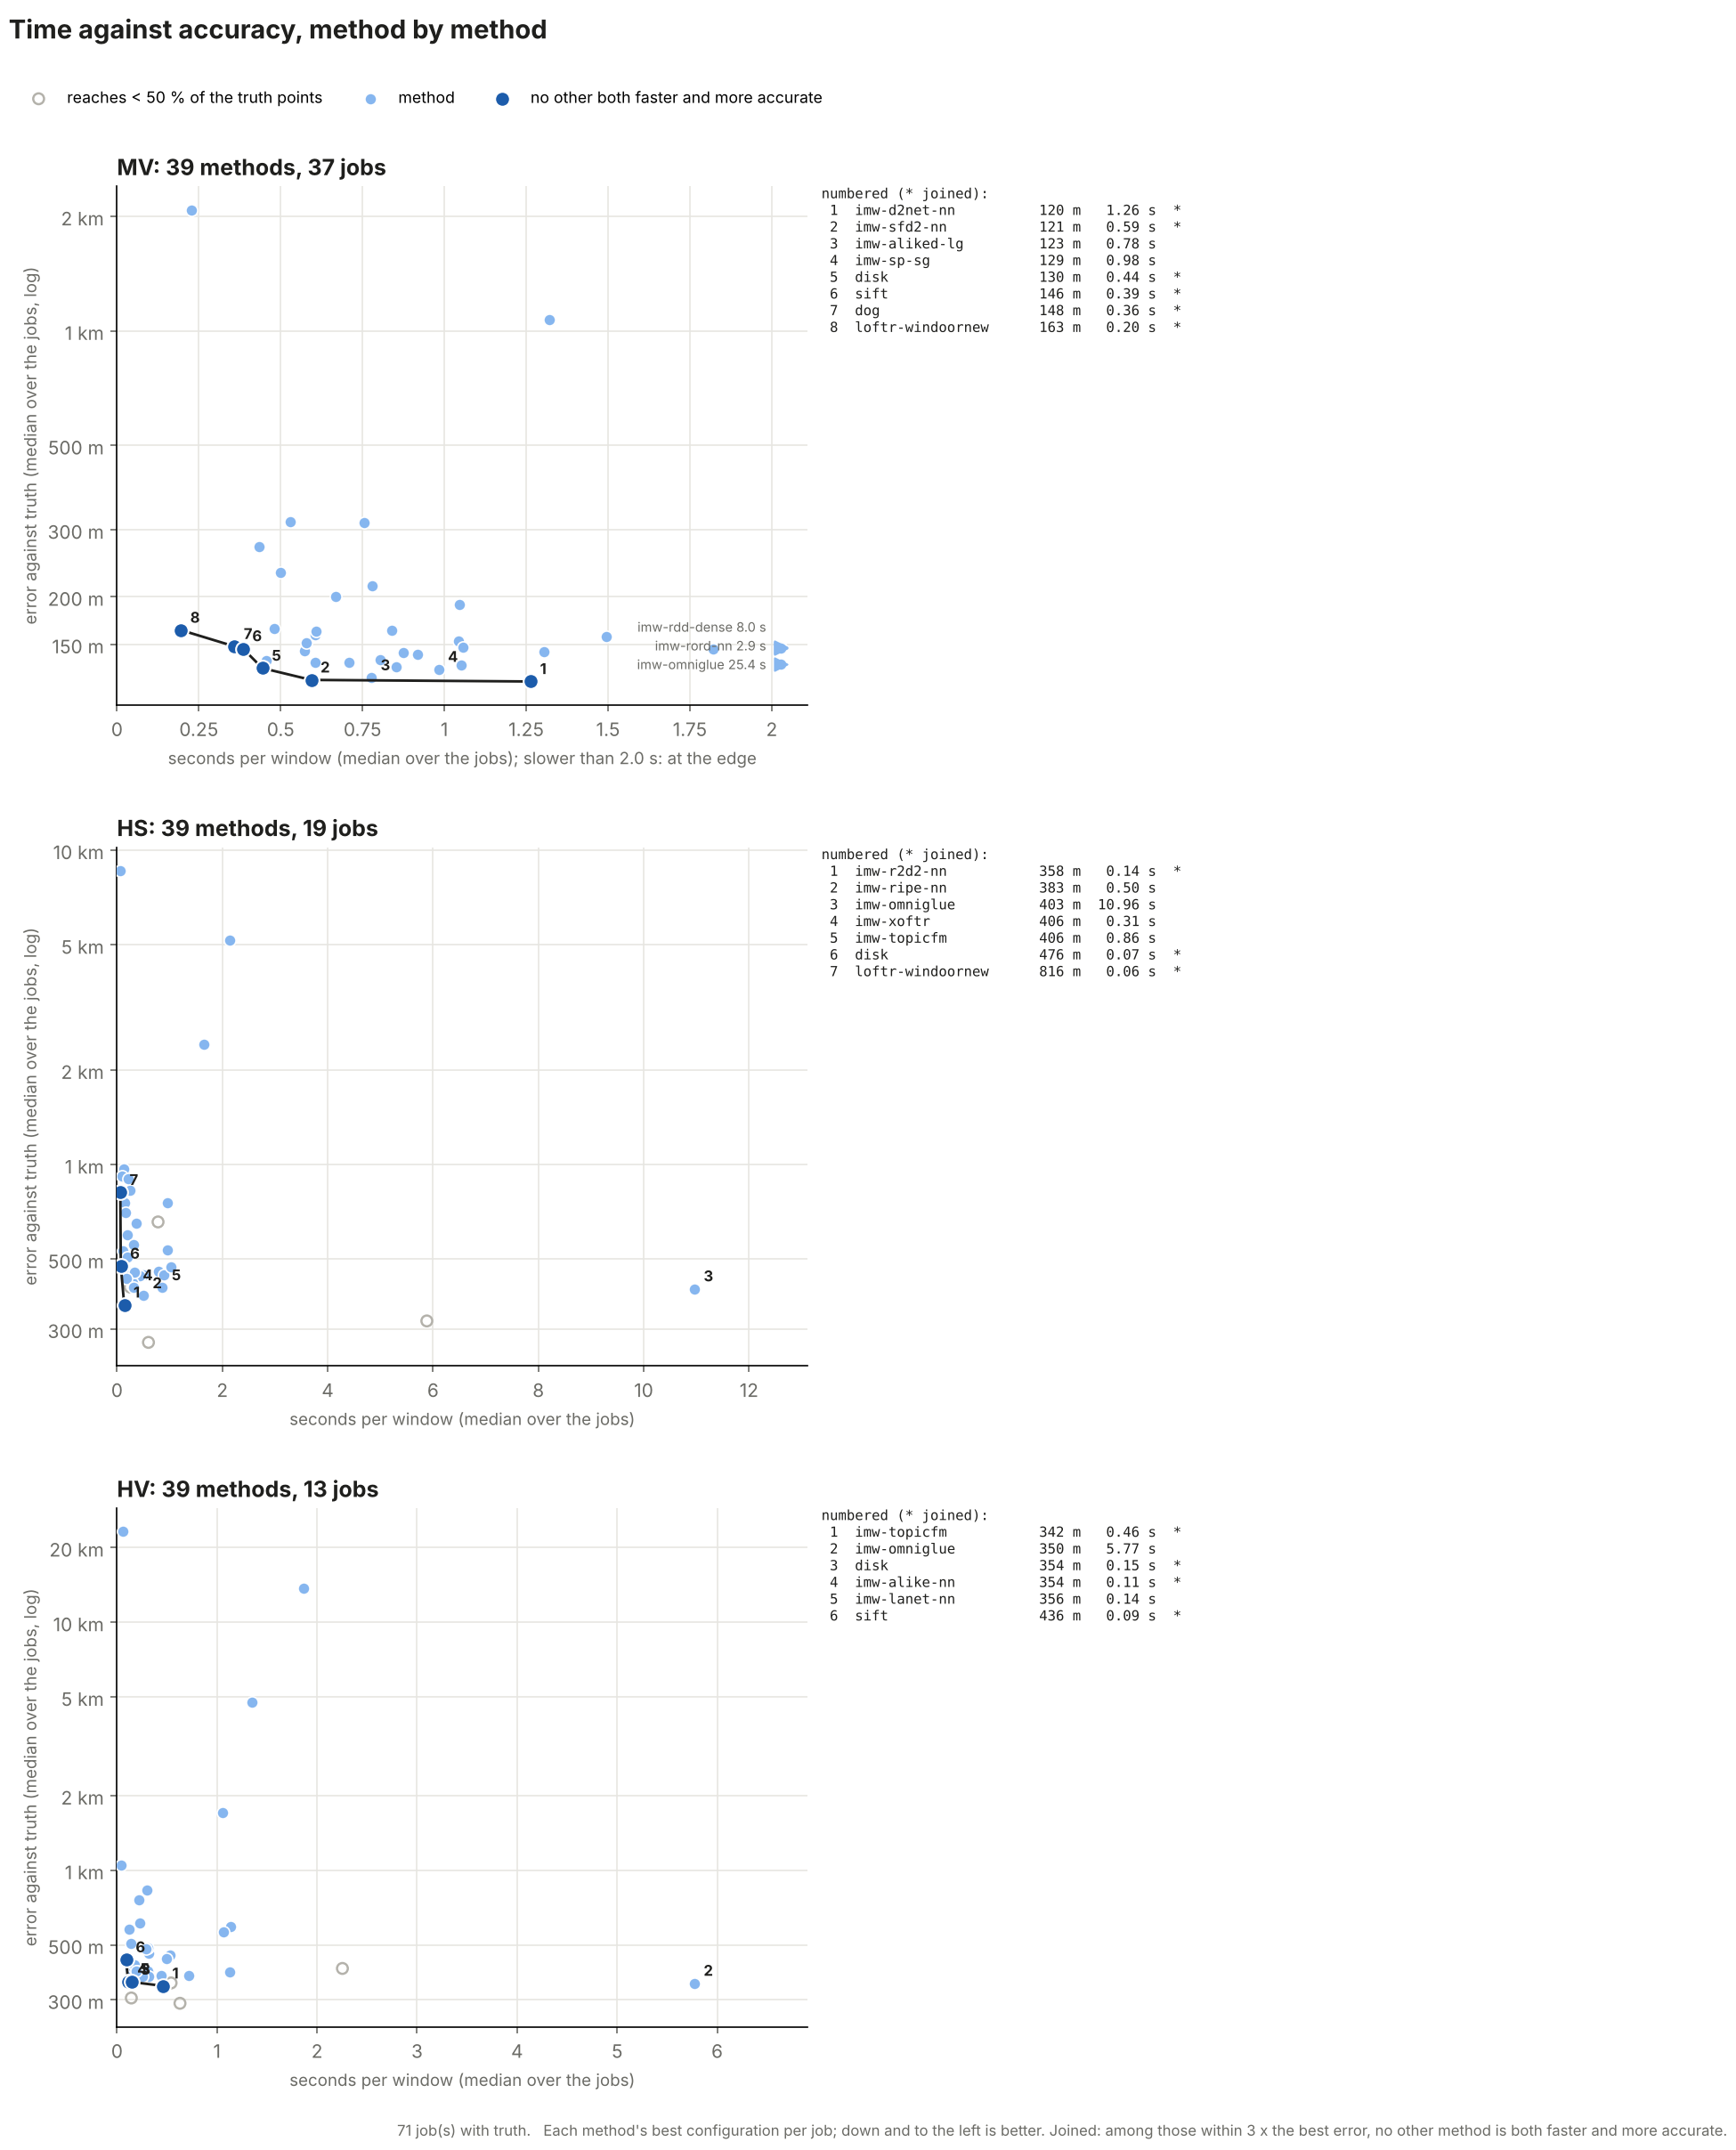 Time against accuracy, method by method
reaches < 50 % of the truth points
method
no other both faster and more accurate
MV: 39 methods, 37 jobs
error against truth (median over the jobs, log)
2 km
1 km
500 m
300 m
200 m
150 m
8
7
6
5
2
3
4
1
imw-rdd-dense 8.0 s
imw-rord-nn 2.9 s
imw-omniglue 25.4 s
0 0.25 0.5 0.75 1 1.25 1.5 1.75 2
seconds per window (median over the jobs); slower than 2.0 s: at the edge
numbered (* joined):
1 imw-d2net-nn 120 m 1.26 s *
2 imw-sfd2-nn 121 m 0.59 s *
3 imw-aliked-lg 123 m 0.78 s
4 imw-sp-sg 129 m 0.98 s
5 disk 130 m 0.44 s *
6 sift 146 m 0.39 s *
7 dog 148 m 0.36 s *
8 loftr-windoornew 163 m 0.20 s *
HS: 39 methods, 19 jobs
error against truth (median over the jobs, log)
10 km
5 km
2 km
1 km
500 m
300 m
7
6
4
5
2
1
3
0 2 4 6 8 10 12
seconds per window (median over the jobs)
numbered (* joined):
1 imw-r2d2-nn 358 m 0.14 s *
2 imw-ripe-nn 383 m 0.50 s
3 imw-omniglue 403 m 10.96 s
4 imw-xoftr 406 m 0.31 s
5 imw-topicfm 406 m 0.86 s
6 disk 476 m 0.07 s *
7 loftr-windoornew 816 m 0.06 s *
HV: 39 methods, 13 jobs
error against truth (median over the jobs, log)
20 km
10 km
5 km
2 km
1 km
500 m
300 m
6
4
1
2
0 1 2 3 4 5 6
seconds per window (median over the jobs)
numbered (* joined):
1 imw-topicfm 342 m 0.46 s *
2 imw-omniglue 350 m 5.77 s
3 disk 354 m 0.15 s *
4 imw-alike-nn 354 m 0.11 s *
5 imw-lanet-nn 356 m 0.14 s
6 sift 436 m 0.09 s *
71 job(s) with truth. Each method's best configuration per job; down and to the left is better. Joined: among those within 3 x the best error, no other method is both faster and more accurate.